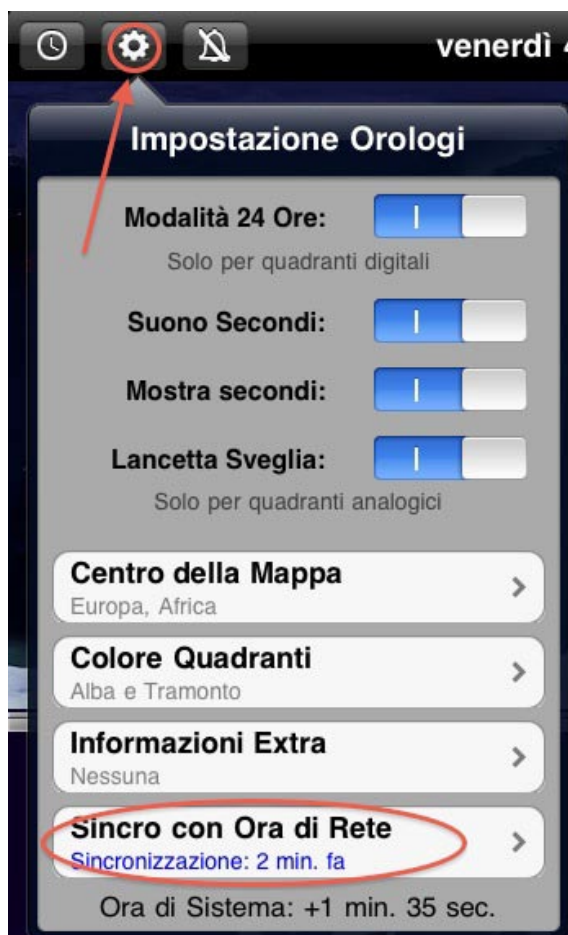 venerdì 4
Impostazione Orologi
Modalità 24 Ore:
Solo per quadranti digitali
Suono Secondi:
Mostra secondi:
Lancetta Sveglia:
Solo per quadranti analogici
Centro della Mappa
Europa, Africa
Colore Quadranti
Alba e Tramonto
Informazioni Extra
Nessuna
Sincro con Ora di Rete
Sincronizzazione: 2 min. fa
Ora di Sistema: +1 min. 35 sec.